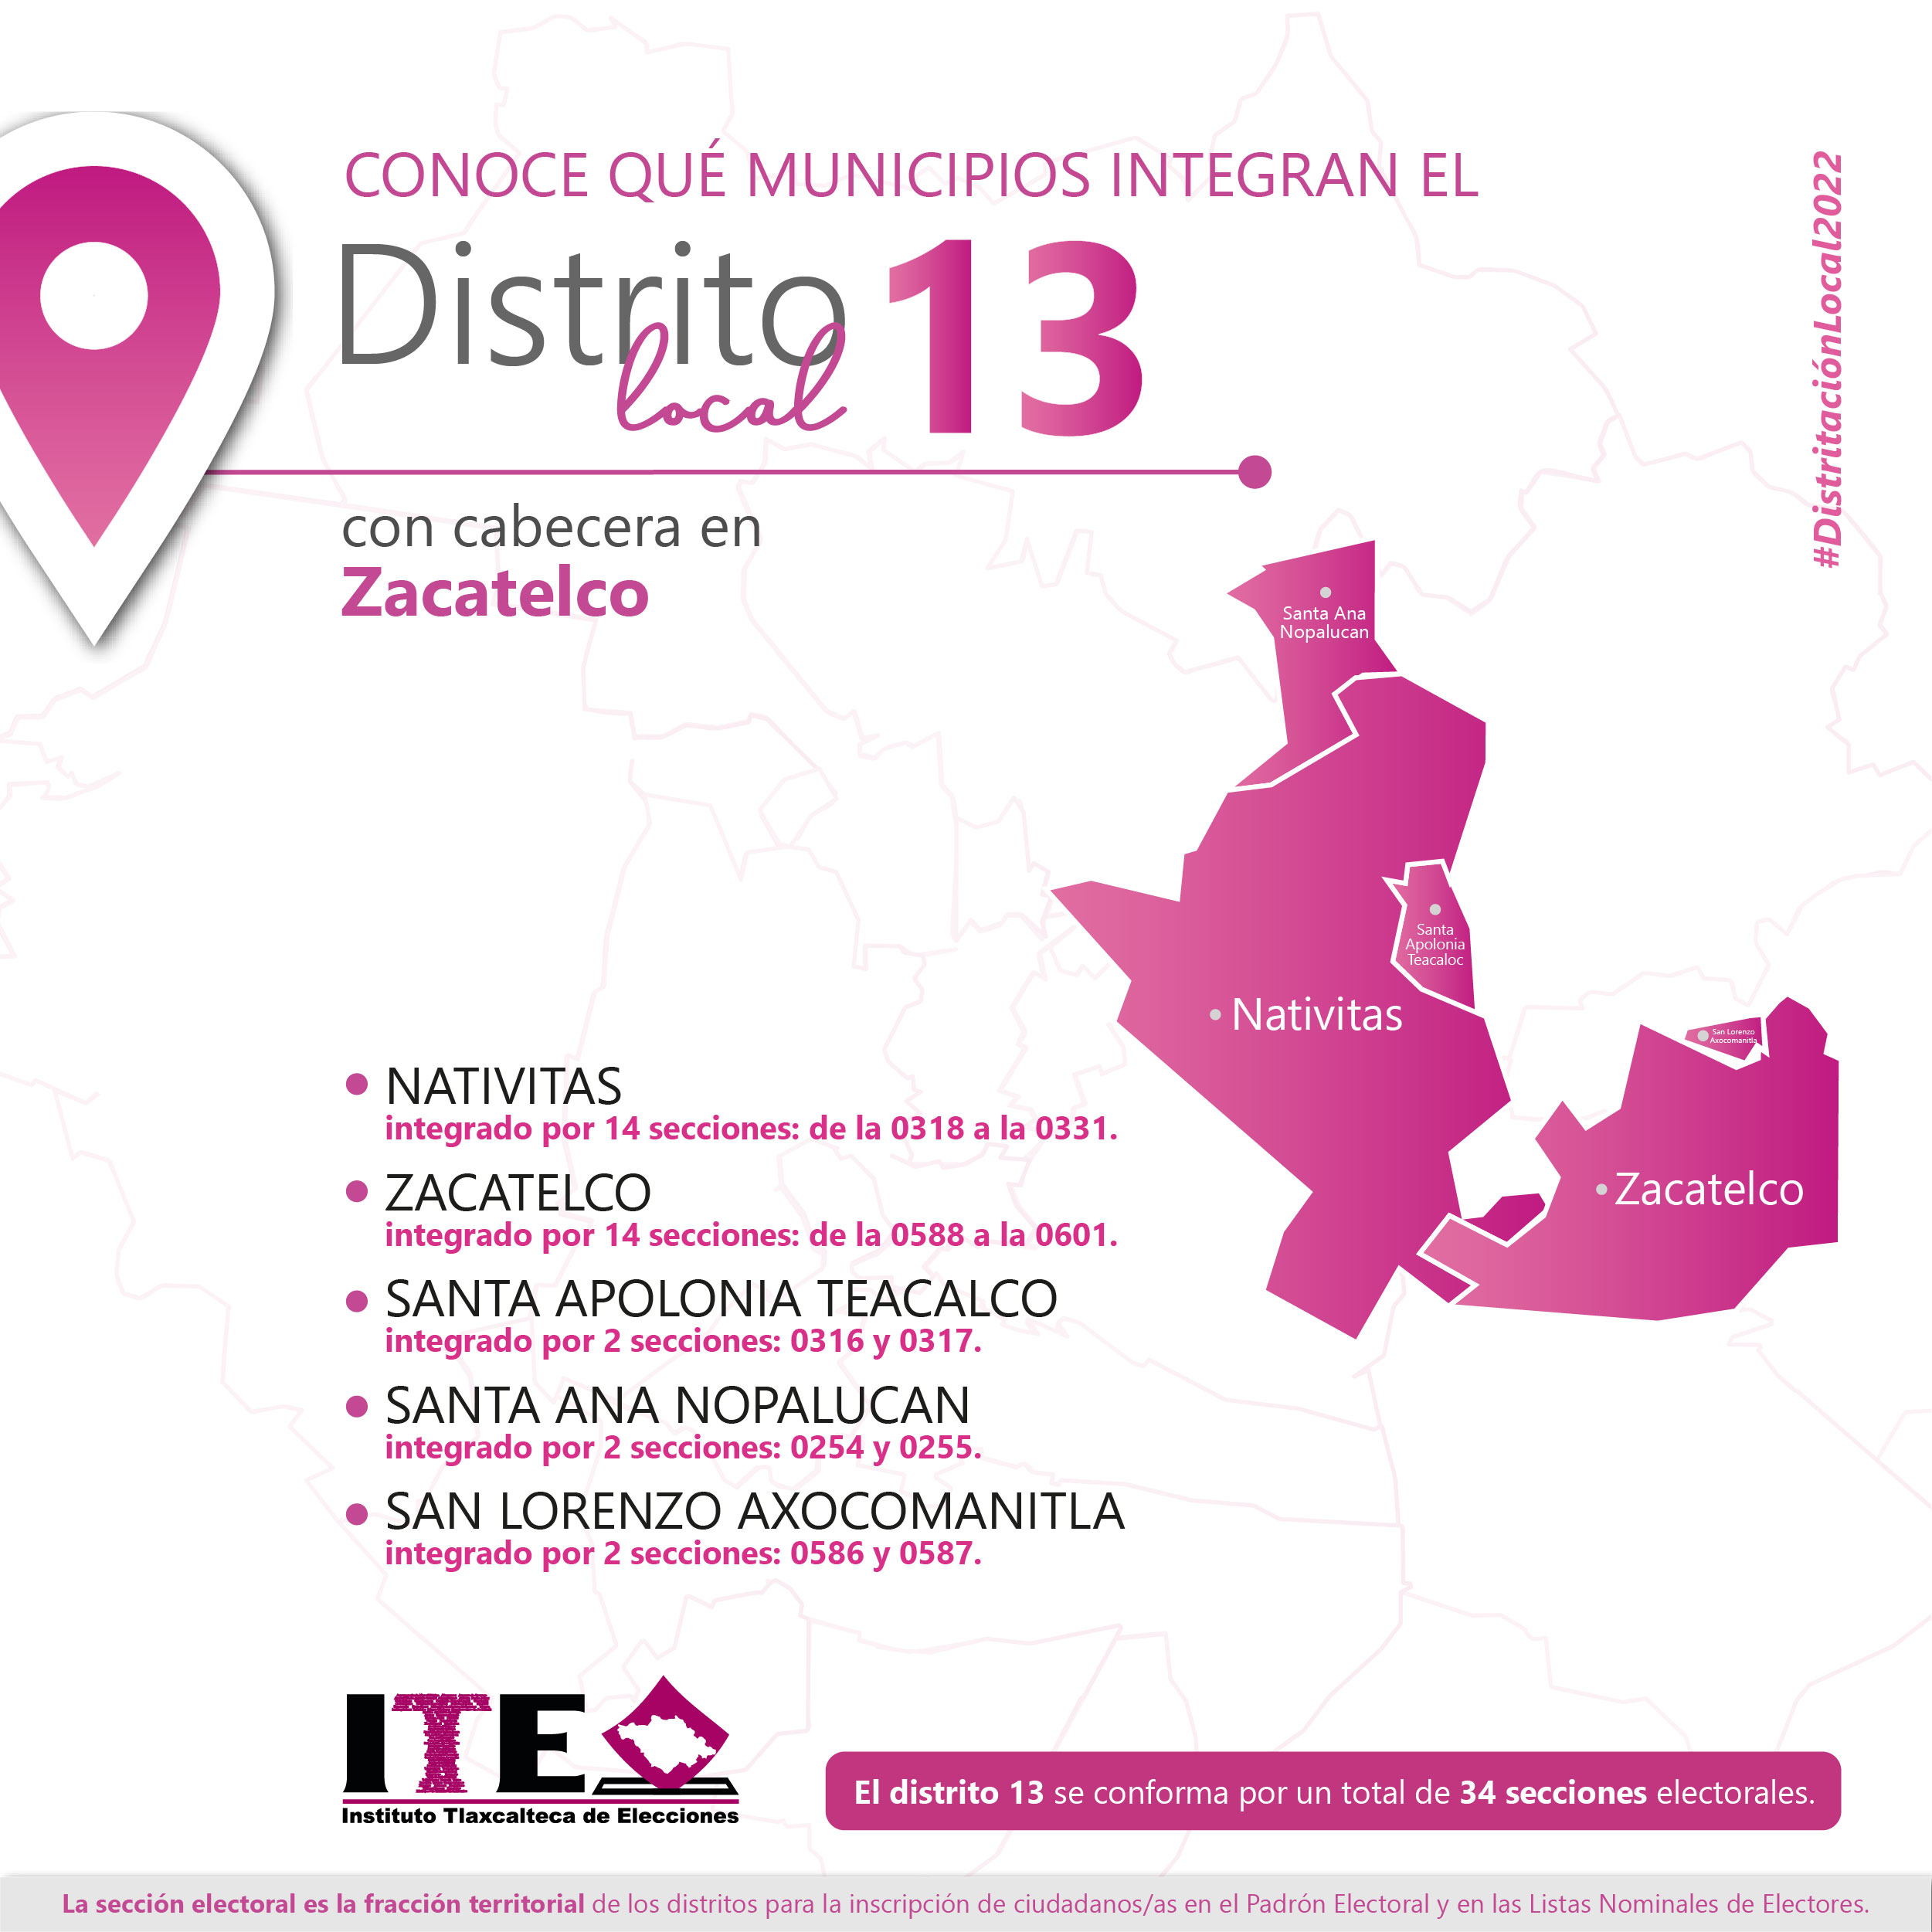 CONOCE QUÉ MUNICIPIOS INTEGRAN EL
Distrito 13
local
con cabecera en
Zacatelco
#DistritaciónLocal2022
Santa Ana
Nopalucan
Santa
Apolonia
Teacaloc
Nativitas
San Lorenzo
Axocomanitla
Zacatelco
NATIVITAS
integrado por 14 secciones: de la 0318 a la 0331.
ZACATELCO
integrado por 14 secciones: de la 0588 a la 0601.
SANTA APOLONIA TEACALCO
integrado por 2 secciones: 0316 y 0317.
SANTA ANA NOPALUCAN
integrado por 2 secciones: 0254 y 0255.
SAN LORENZO AXOCOMANITLA
integrado por 2 secciones: 0586 y 0587.
ITE
Instituto Tlaxcalteca de Elecciones
El distrito 13 se conforma por un total de 34 secciones electorales.
La sección electoral es la fracción territorial de los distritos para la inscripción de ciudadanos/as en el Padrón Electoral y en las Listas Nominales de Electores.